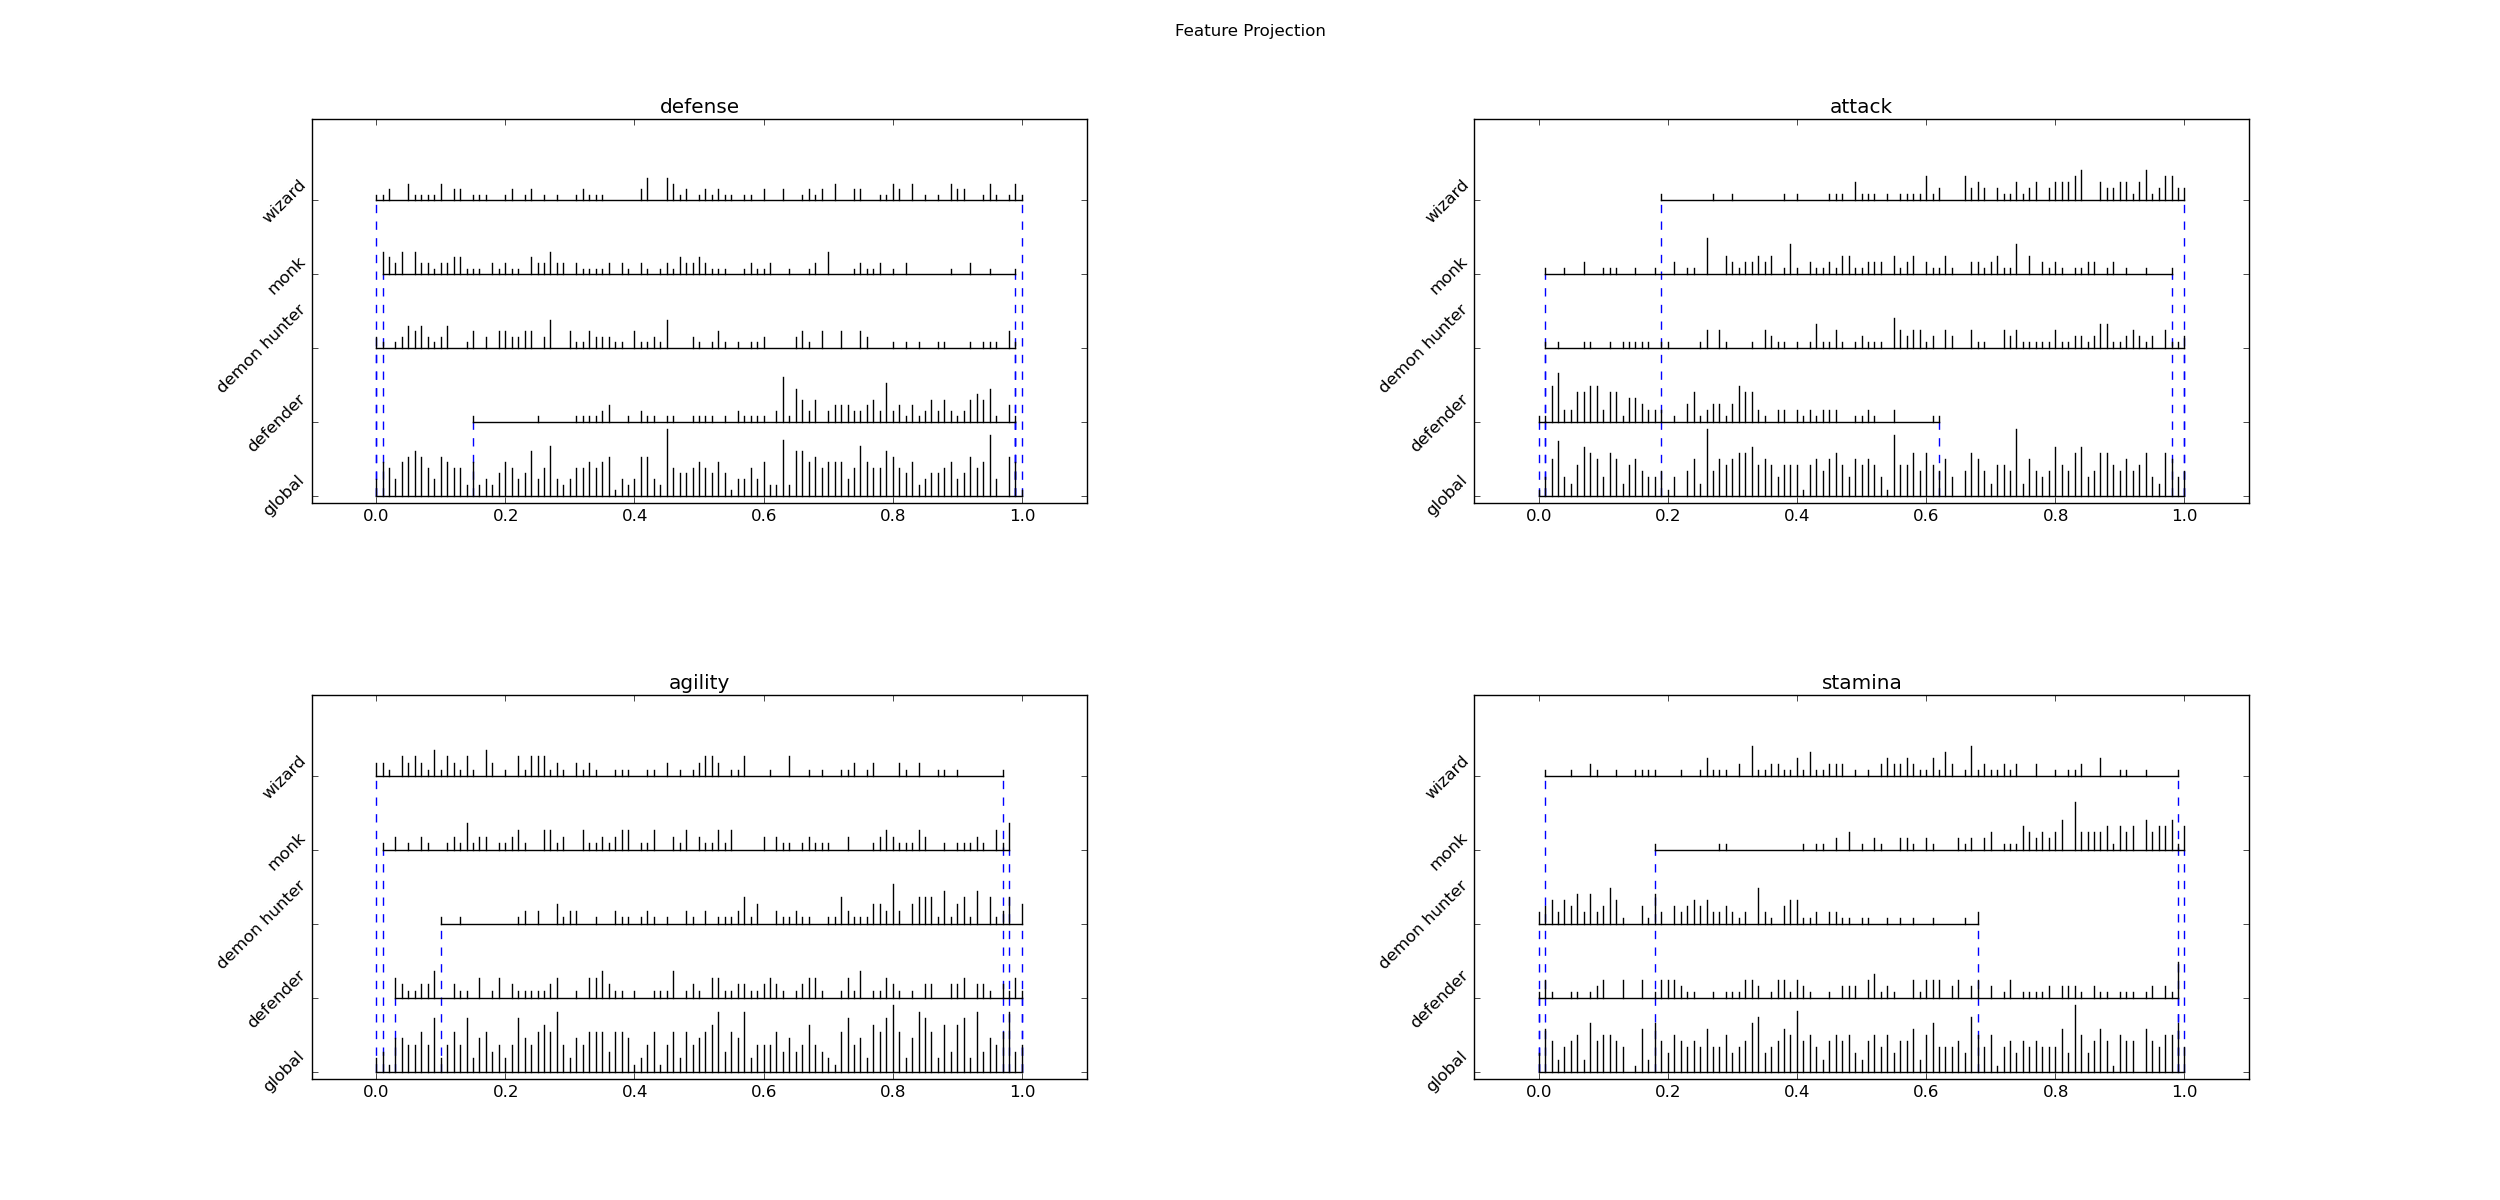 Feature Projection
defense
wizard
monk
demon hunter
defender
global
0.0 0.2 0.4 0.6 0.8 1.0
attack
wizard
monk
demon hunter
defender
global
0.0 0.2 0.4 0.6 0.8 1.0
agility
wizard
monk
demon hunter
defender
global
0.0 0.2 0.4 0.6 0.8 1.0
stamina
wizard
monk
demon hunter
defender
global
0.0 0.2 0.4 0.6 0.8 1.0